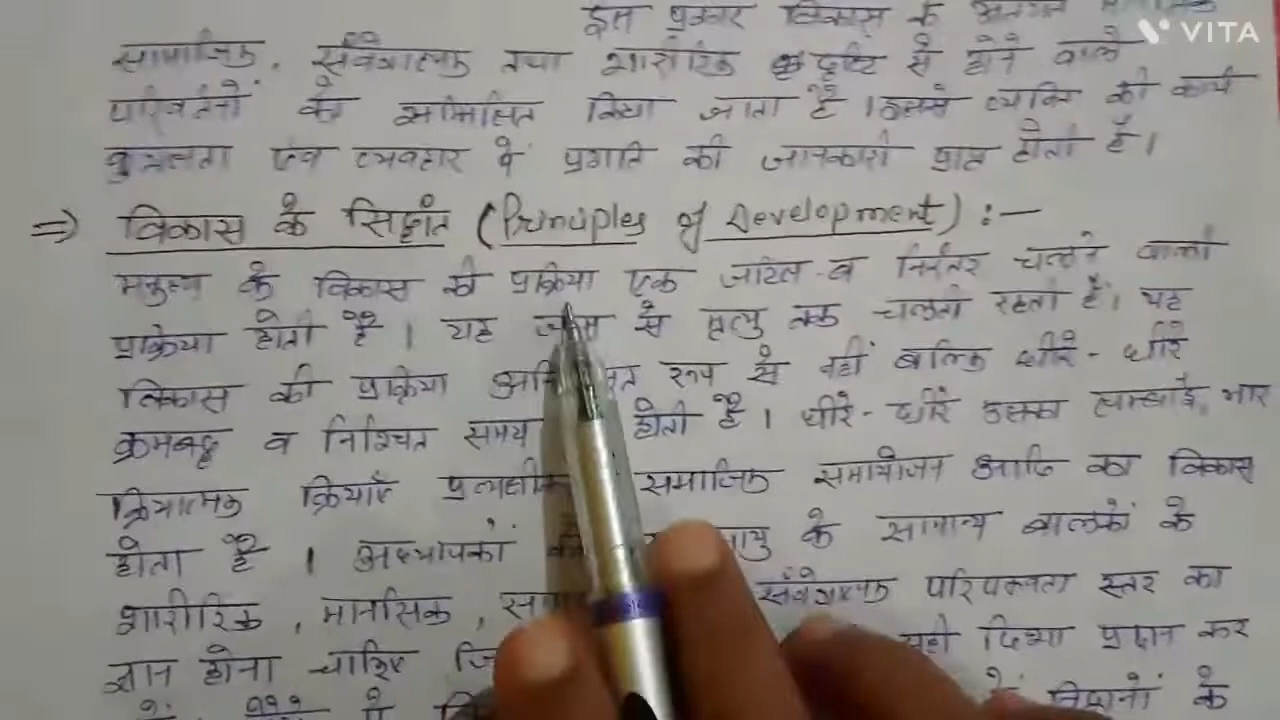 इस प्रकार विकास के अन्तर्गत
VITA
सामाजिक, संवेगात्मक तथा शारीरिक दृष्टि से होने वाले
परिवर्तनों को सम्मिलित किया जाता है । इससे व्यक्ति की कार्य
कुशलता एवं व्यवहार में प्रगति की जानकारी प्राप्त होती है।
=> विकास के सिद्धांत (Principles of Development) :—
मनुष्य के विकास की प्रक्रिया एक जटिल व निरंतर चलने वाली
प्रक्रिया होती है । यह जन्म से मृत्यु तक चलती रहती है। यह
विकास की प्रक्रिया रूप से नहीं बल्कि धीरे - धीरे
क्रमबद्ध व निश्चित समय होती है । धीरे - धीरे उसका लम्बाई, भार
क्रियात्मक क्रियाएँ समाजिक समायोजन आदि का विकास
होता है । अध्यापकों के सामान्य बालकों के
शारीरिक, मानसिक, संवेगात्मक परिपक्वता स्तर का
ज्ञान होना चाहिए दिशा प्रदान कर
के